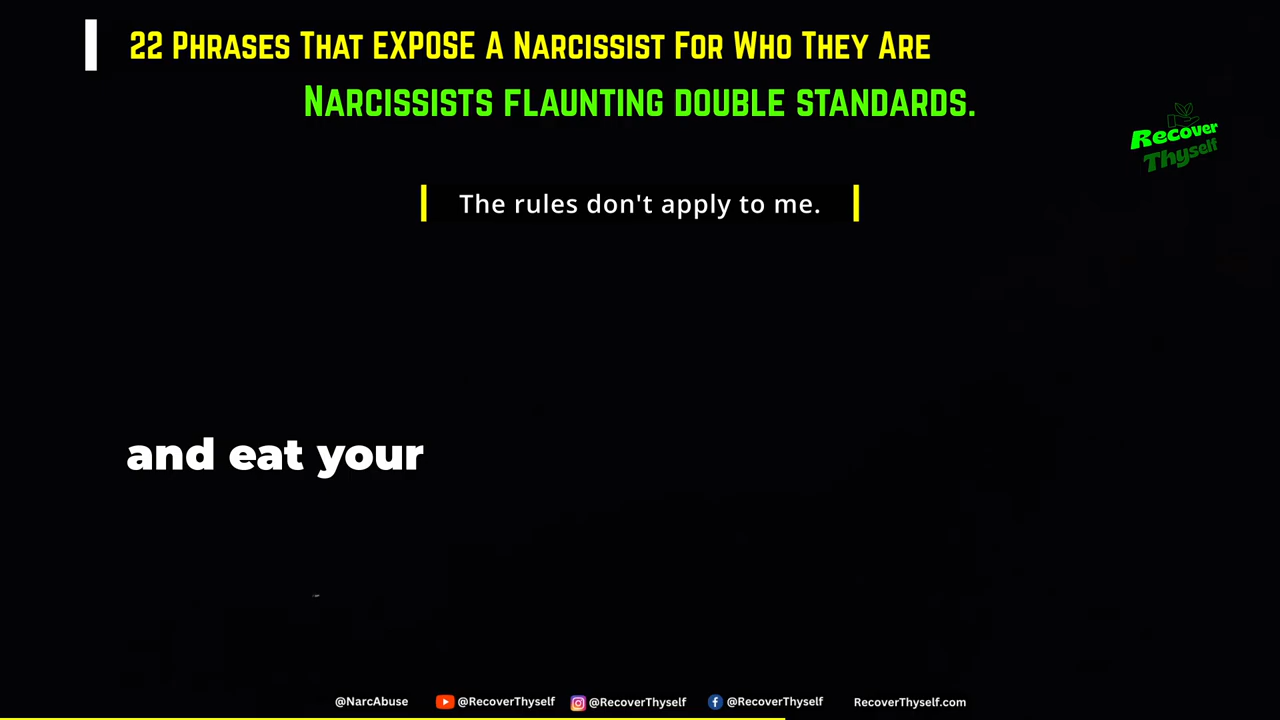 22 Phrases That EXPOSE A Narcissist For Who They Are
Narcissists flaunting double standards.
Recover
Thyself
The rules don't apply to me.
and eat your
@NarcAbuse @RecoverThyself @RecoverThyself @RecoverThyself RecoverThyself.com